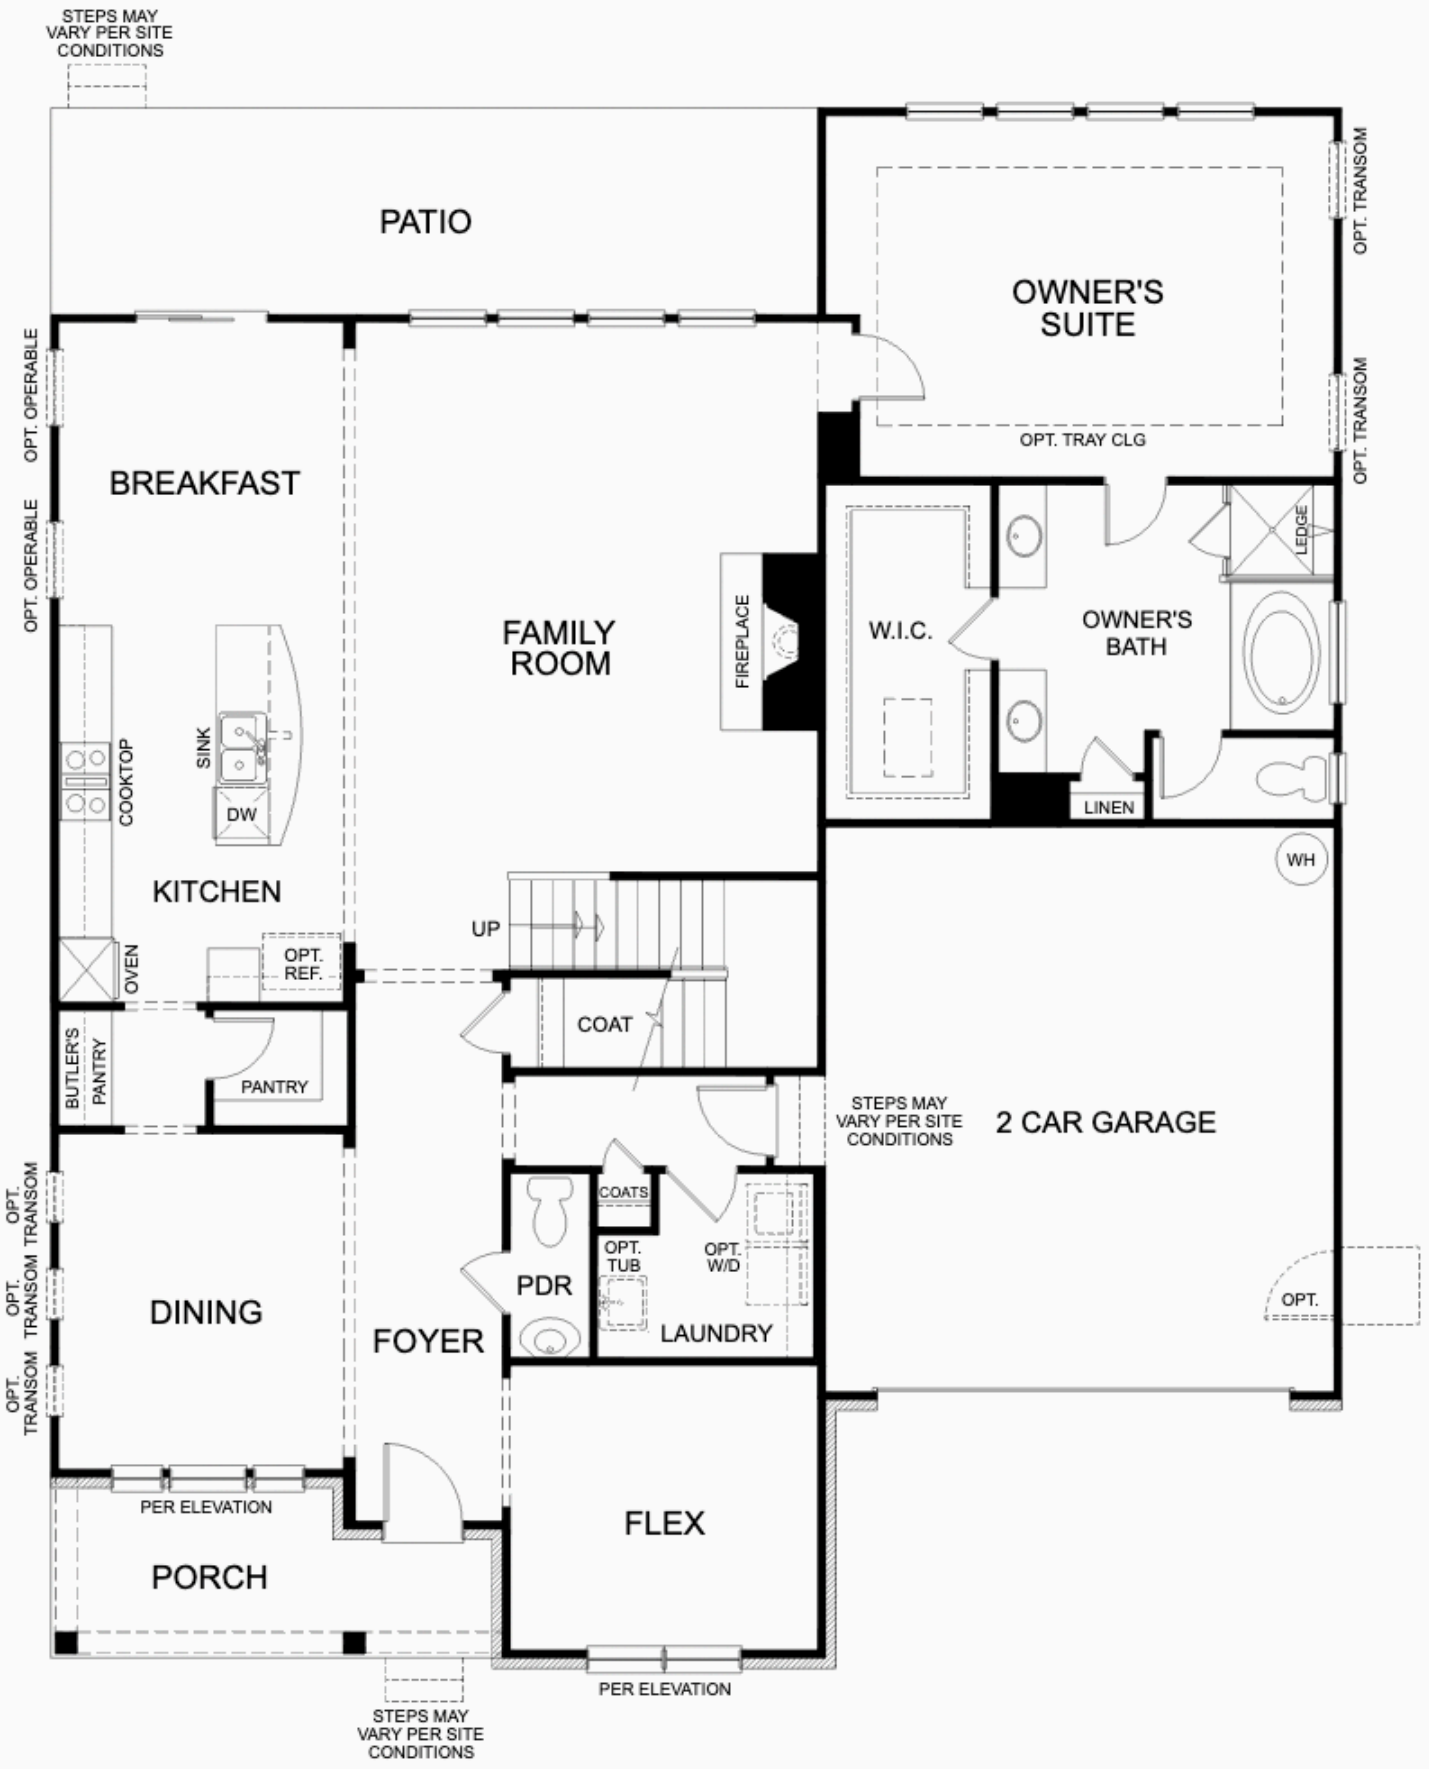 STEPS MAY
VARY PER SITE
CONDITIONS
PATIO
OWNER'S
SUITE
OPT. TRAY CLG
OPT. TRANSOM
OPT. TRANSOM
OPT. OPERABLE
OPT. OPERABLE
BREAKFAST
FAMILY
ROOM
FIREPLACE
W.I.C.
OWNER'S
BATH
LEDGE
LINEN
SINK
DW
COOKTOP
KITCHEN
OVEN
OPT.
REF.
UP
WH
COAT
BUTLER'S
PANTRY
PANTRY
STEPS MAY
VARY PER SITE
CONDITIONS
2 CAR GARAGE
COATS
OPT.
TUB
OPT.
W/D
PDR
LAUNDRY
OPT.
TRANSOM
OPT.
TRANSOM
OPT.
TRANSOM
DINING
FOYER
OPT.
PER ELEVATION
FLEX
PORCH
PER ELEVATION
STEPS MAY
VARY PER SITE
CONDITIONS